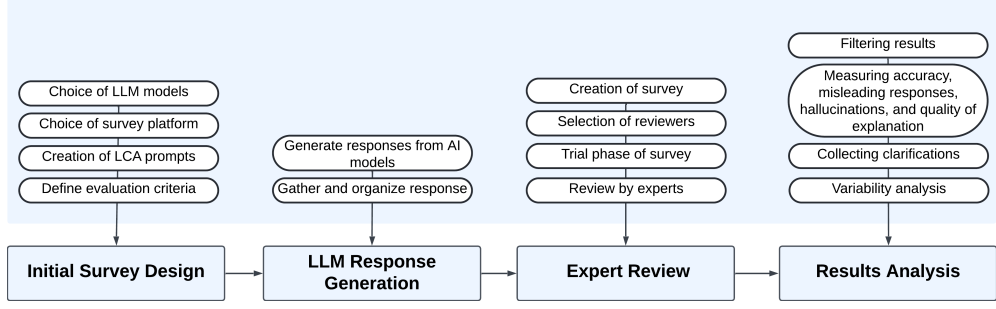 Choice of LLM models
Choice of survey platform
Creation of LCA prompts
Define evaluation criteria
Initial Survey Design
Generate responses from AI
models
Gather and organize response
LLM Response
Generation
Creation of survey
Selection of reviewers
Trial phase of survey
Review by experts
Expert Review
Filtering results
Measuring accuracy,
misleading responses,
hallucinations, and quality of
explanation
Collecting clarifications
Variability analysis
Results Analysis